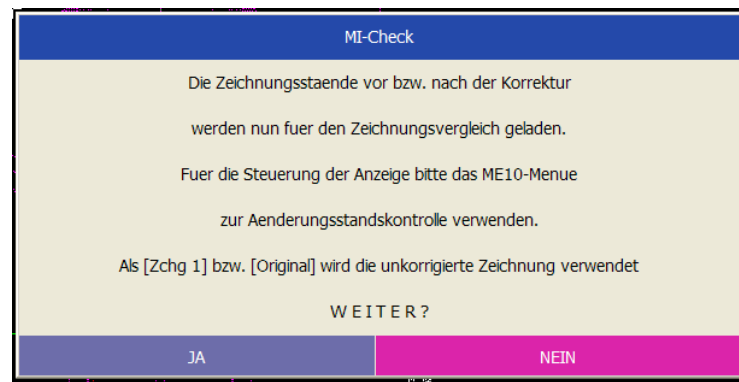 MI-Check
Die Zeichnungsstaende vor bzw. nach der Korrektur
werden nun fuer den Zeichnungsvergleich geladen.
Fuer die Steuerung der Anzeige bitte das ME10-Menue
zur Aenderungsstandskontrolle verwenden.
Als [Zchg 1] bzw. [Original] wird die unkorrigierte Zeichnung verwendet
W E I T E R ?
JA
NEIN